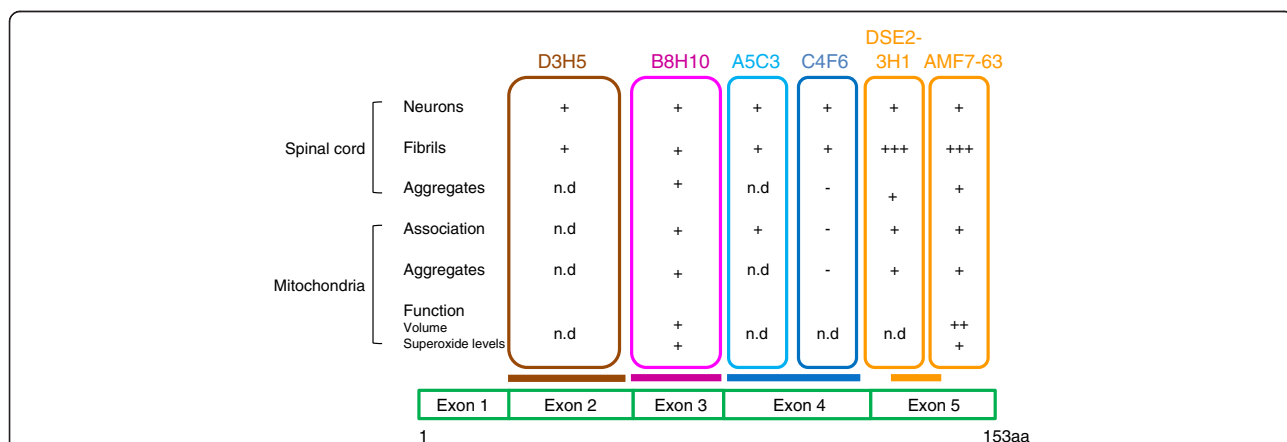 DSE2-
D3H5 B8H10 A5C3 C4F6 3H1 AMF7-63
Neurons + + + + + +
Spinal cord Fibrils + + + + +++ +++
Aggregates n.d + n.d - + +
Association n.d + + - + +
Mitochondria Aggregates n.d + n.d - + +
Function
Volume n.d + n.d n.d n.d ++
Superoxide levels + +
Exon 1 Exon 2 Exon 3 Exon 4 Exon 5
1 153aa